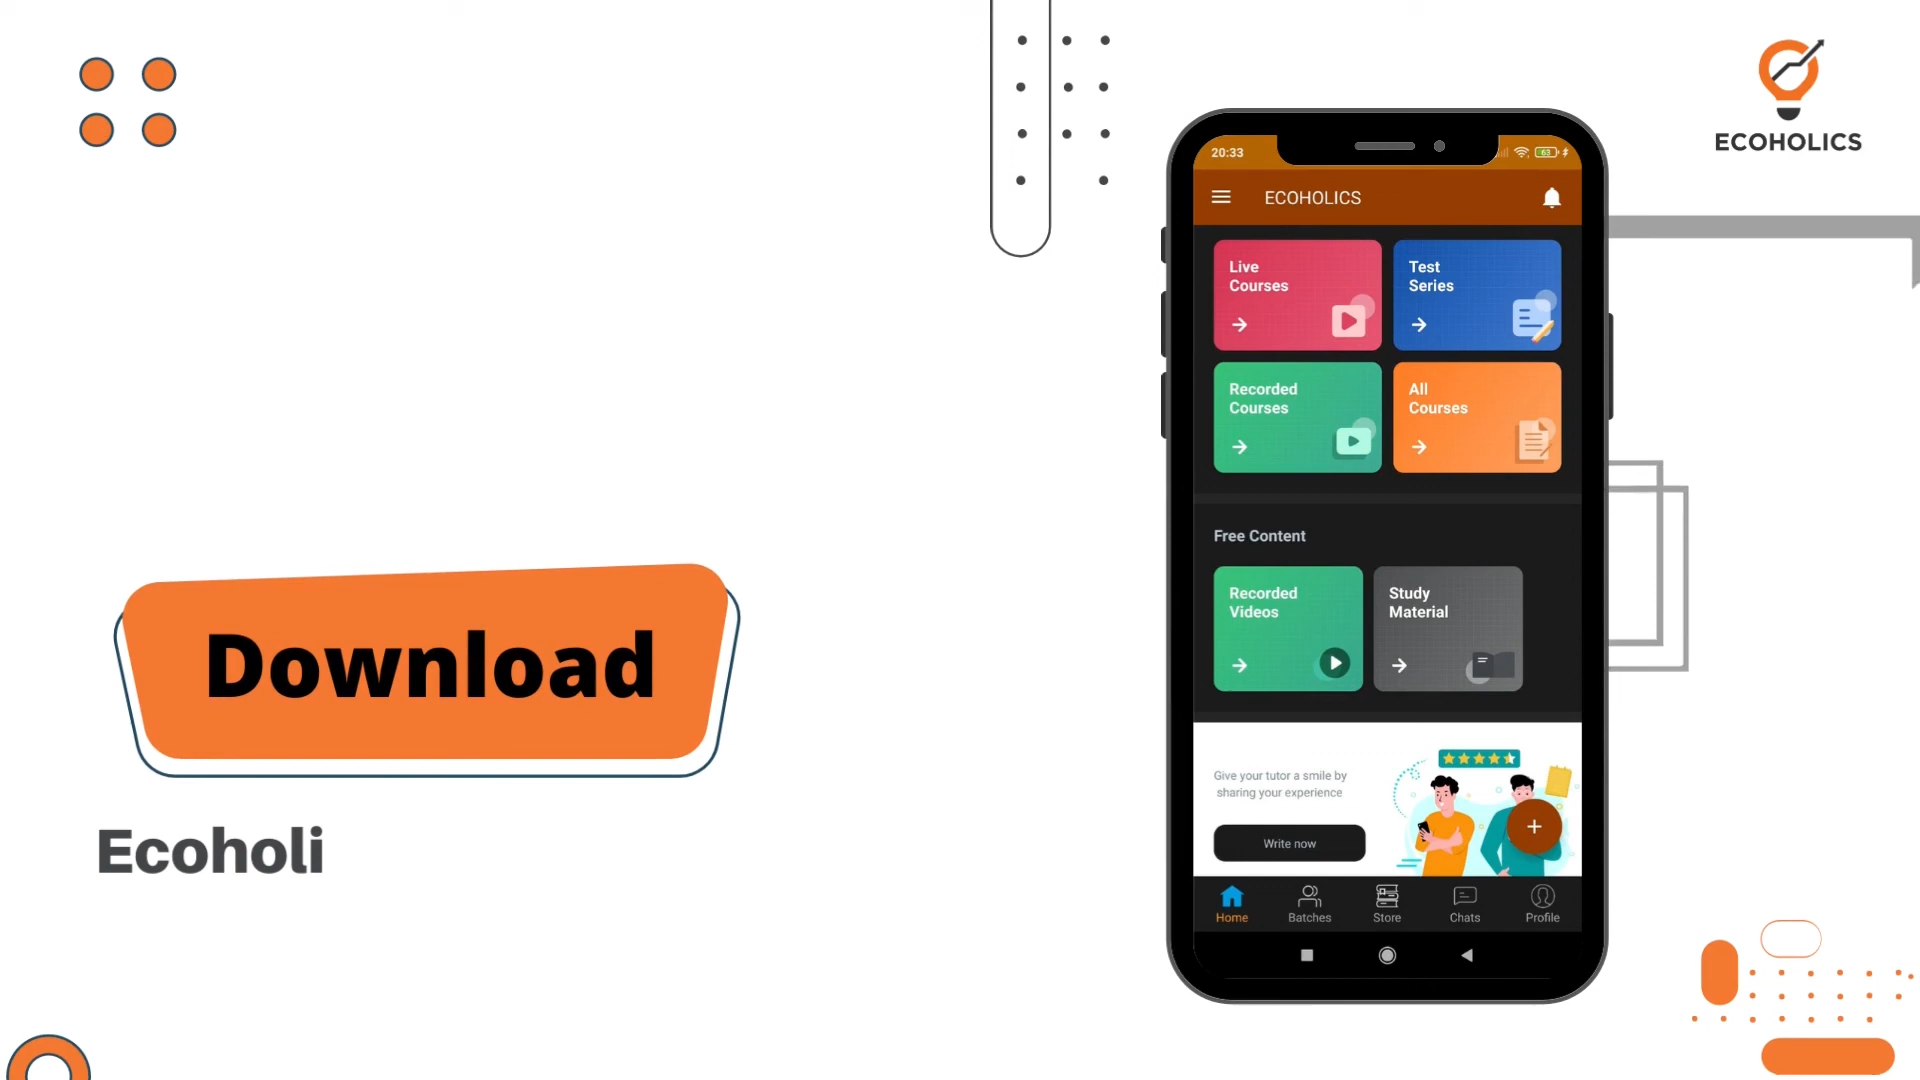 ECOHOLICS
20:33
63
ECOHOLICS
Live
Courses
Test
Series
Recorded
Courses
All
Courses
Free Content
Recorded
Videos
Study
Material
Give your tutor a smile by
sharing your experience
Write now
Home
Batches
Store
Chats
Profile
Download
Ecoholi